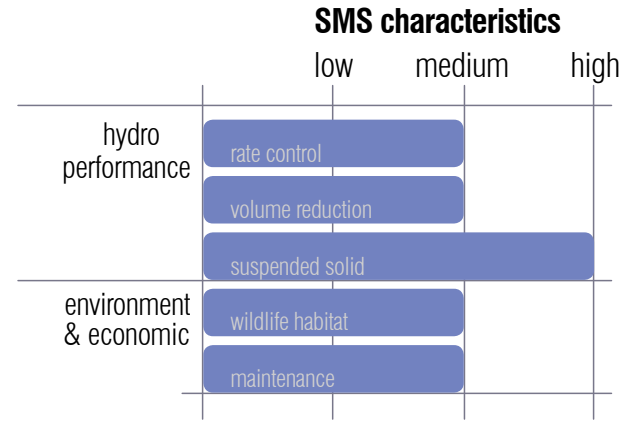 SMS characteristics
low medium high
hydro
performance
rate control
volume reduction
suspended solid
environment
& economic
wildlife habitat
maintenance